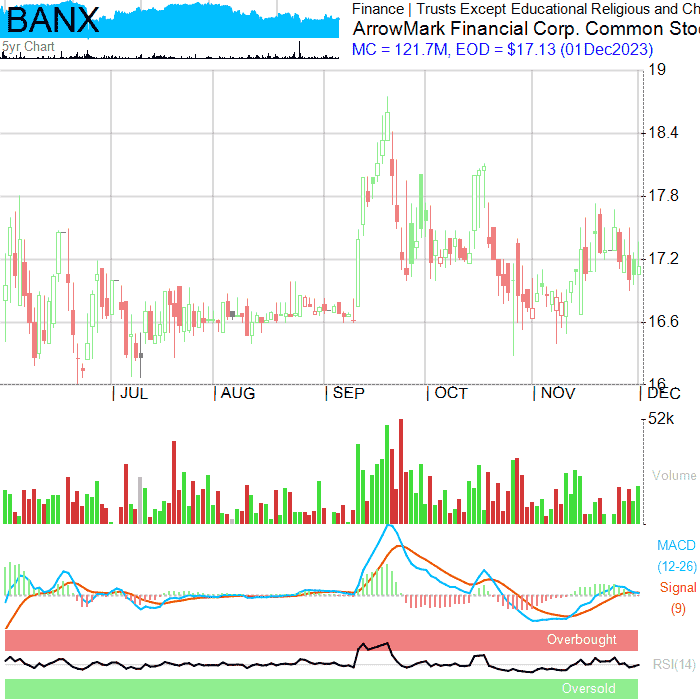 BANX
5yr Chart
Finance | Trusts Except Educational Religious and Ch
ArrowMark Financial Corp. Common Sto
MC = 121.7M, EOD = $17.13 (01Dec2023)
19
18.4
17.8
17.2
16.6
16
JUL
AUG
SEP
OCT
NOV
DEC
52k
Volume
MACD
(12-26)
Signal
(9)
Overbought
RSI(14)
Oversold